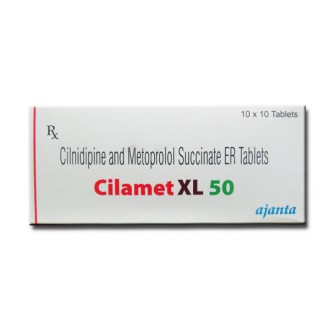 10 x 10 Tablets
Rx
Cilnidipine and Metoprolol Succinate ER Tablets
Cilamet XL 50
ajanta